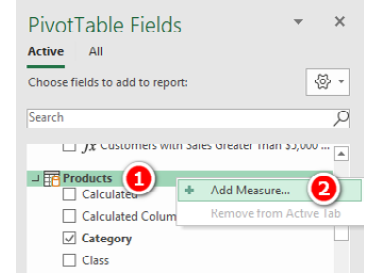 PivotTable Fields
Active All
Choose fields to add to report:
Search
fx Customers with Sales Greater Than $5,000 ...
Products 1
Add Measure... 2
Calculated
Remove from Active Tab
Calculated Colum
Category
Class